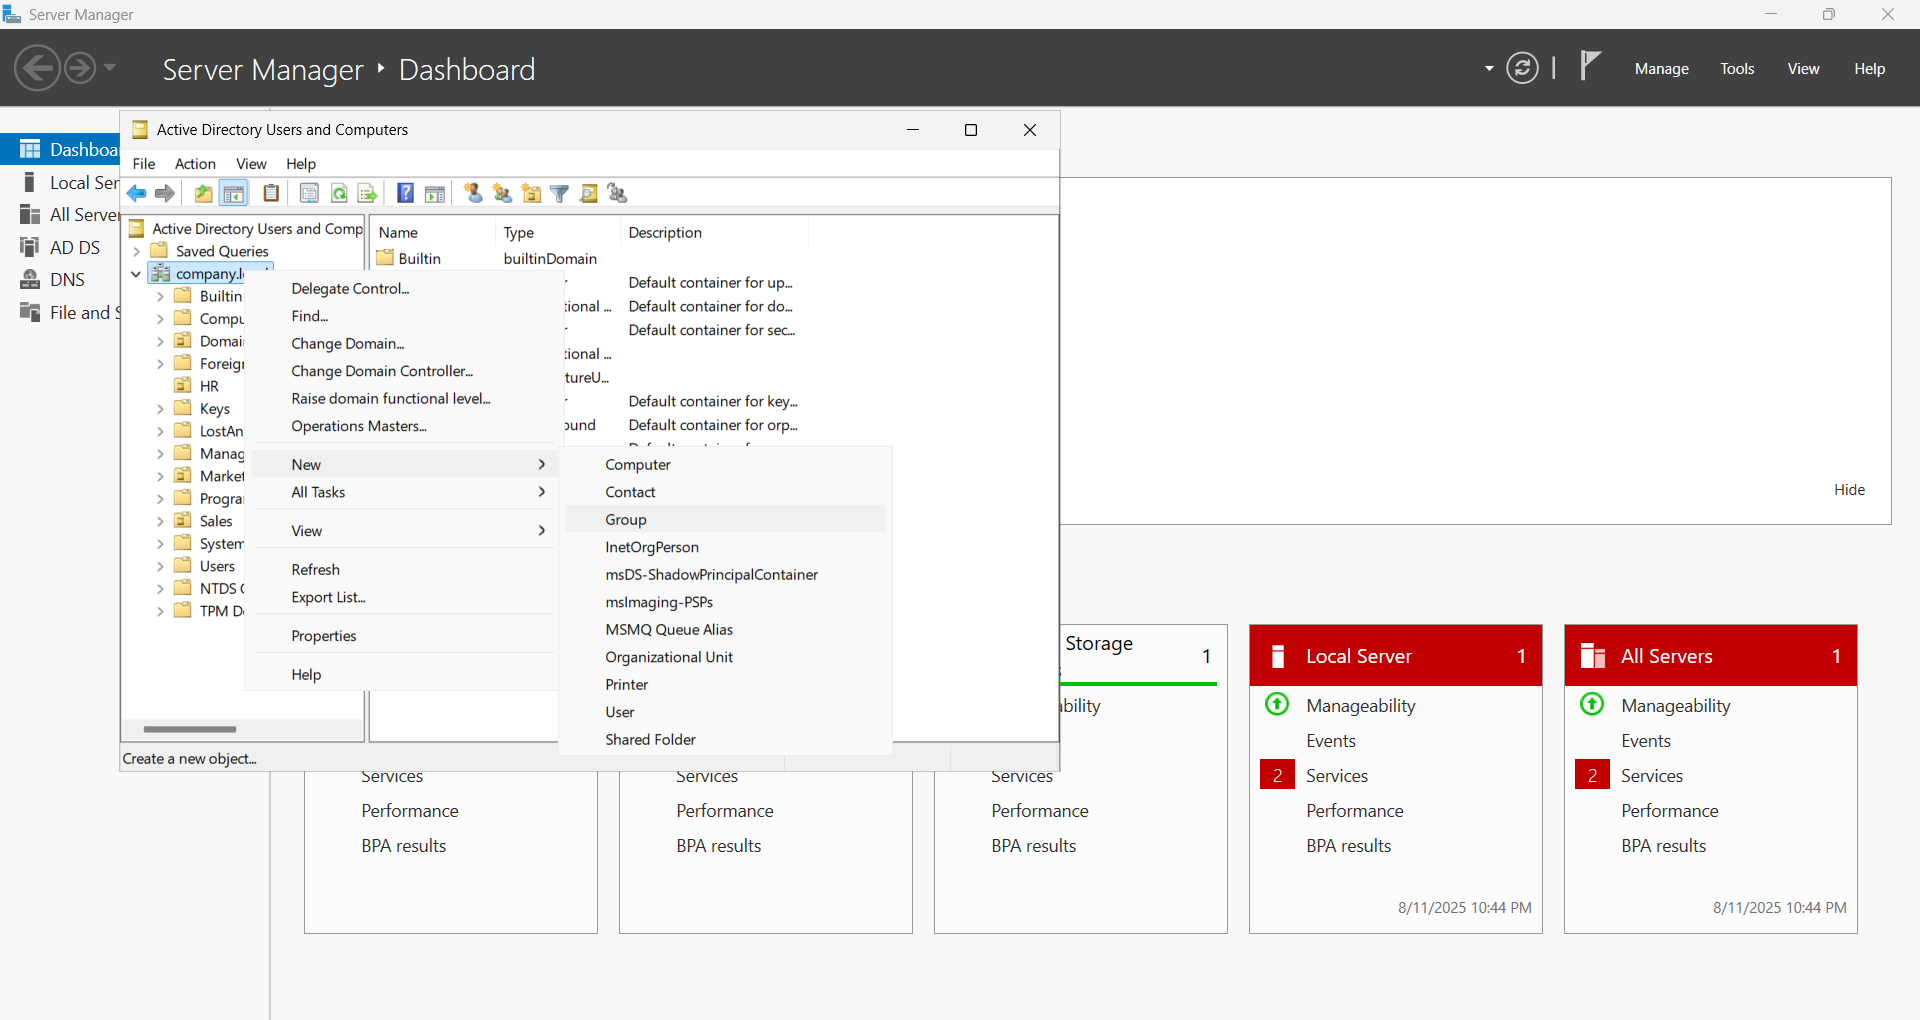 Server Manager
Server Manager ‣ Dashboard
Manage
Tools
View
Help
Dashboa
Local Ser
All Server
AD DS
DNS
File and S
Active Directory Users and Computers
File
Action
View
Help
Active Directory Users and Comp
Saved Queries
company.l
Builtin
Compu
Domai
Foreign
HR
Keys
LostAn
Manag
Market
Progra
Sales
System
Users
NTDS
TPM D
Name
Type
Description
Builtin
builtinDomain
Default container for up...
tional ...
Default container for do...
Default container for sec...
tional ...
tureU...
Default container for key...
ound
Default container for orp...
Delegate Control...
Find...
Change Domain...
Change Domain Controller...
Raise domain functional level...
Operations Masters...
New
All Tasks
View
Refresh
Export List...
Properties
Help
Computer
Contact
Group
InetOrgPerson
msDS-ShadowPrincipalContainer
msImaging-PSPs
MSMQ Queue Alias
Organizational Unit
Printer
User
Shared Folder
Create a new object...
Hide
Services
Performance
BPA results
Services
Performance
BPA results
Storage
1
bility
Services
Performance
BPA results
Local Server
1
Manageability
Events
2
Services
Performance
BPA results
8/11/2025 10:44 PM
All Servers
1
Manageability
Events
2
Services
Performance
BPA results
8/11/2025 10:44 PM